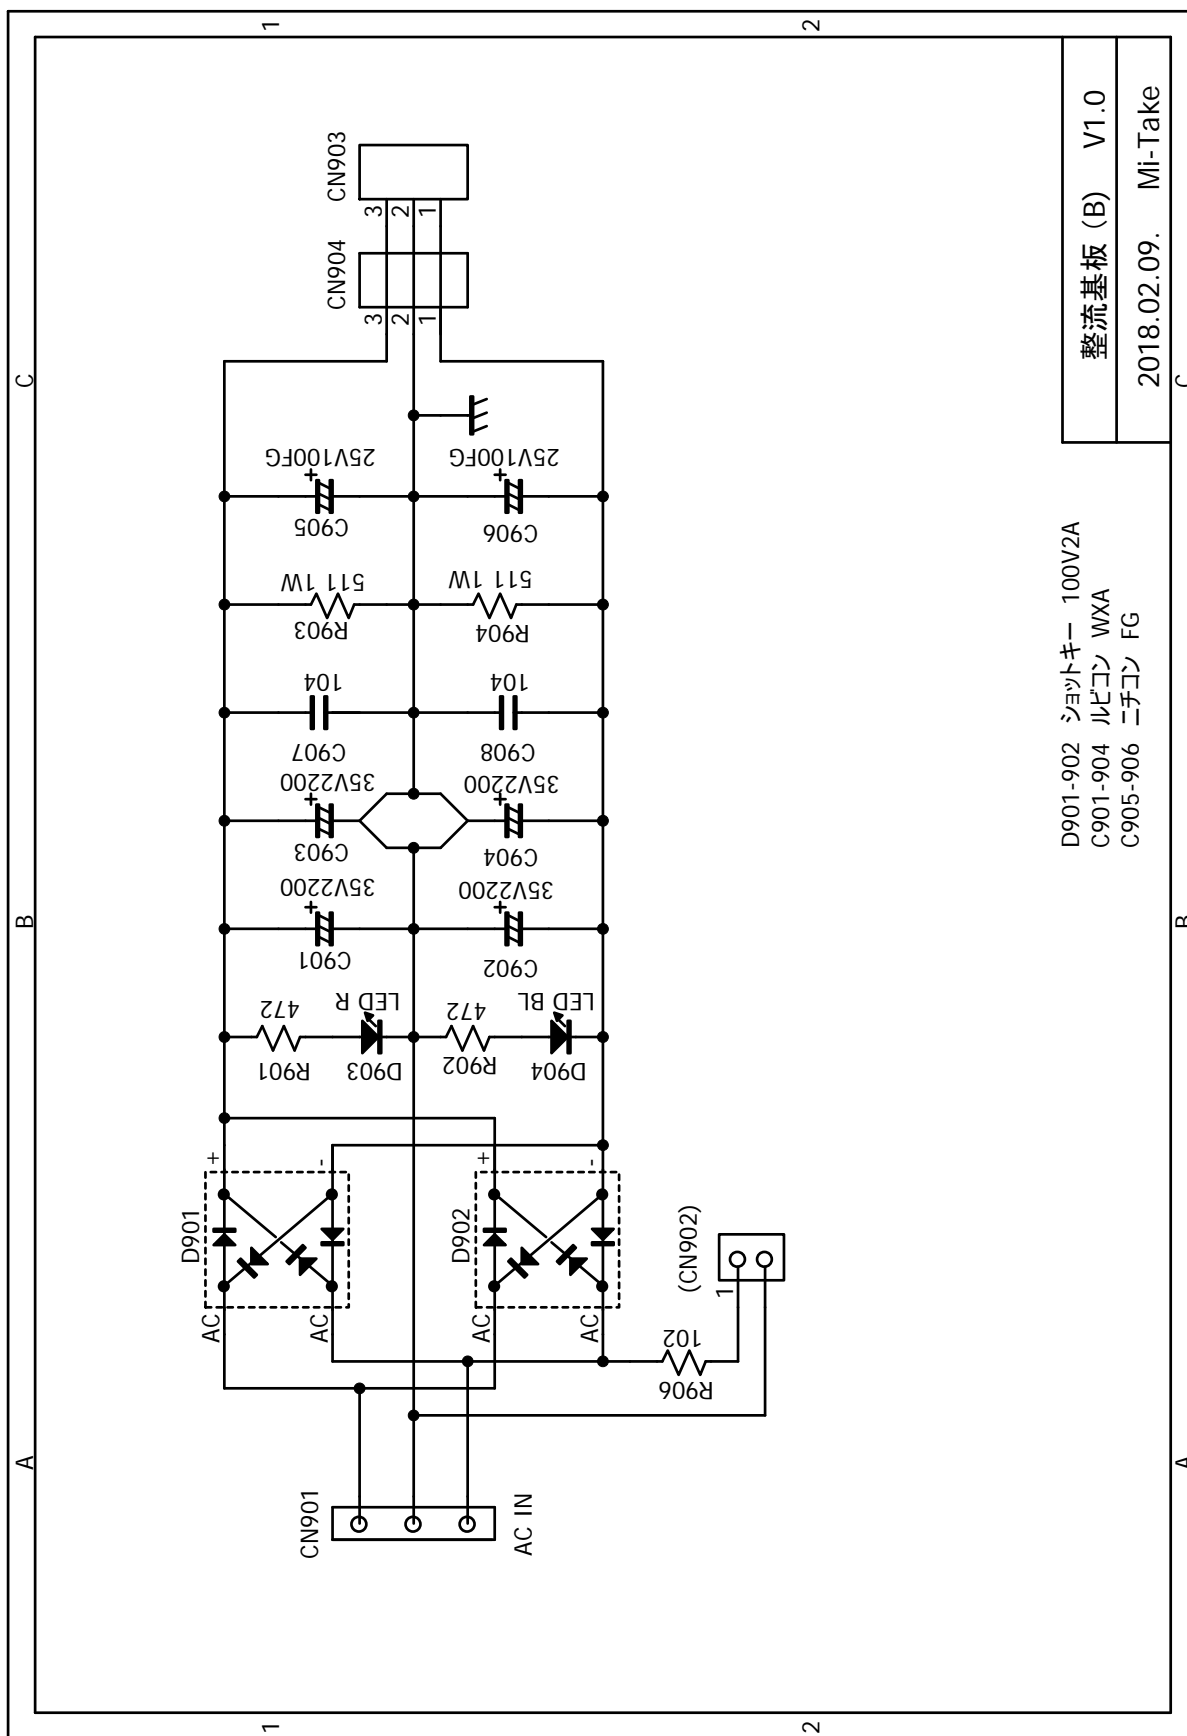 1
2
A
B
C
A
B
C
1
2
CN901
AC IN
D901
AC
AC
+
-
D902
AC
AC
+
-
(CN902)
1
R906
102
R901
472
D903
LED R
R902
472
D904
LED BL
C901
35V2200
+
C902
35V2200
+
C903
35V2200
+
C904
35V2200
+
C907
104
C908
104
R903
511 1W
R904
511 1W
C905
25V100FG
+
C906
25V100FG
+
CN904
3
2
1
CN903
3
2
1
D901-902 ショットキー 100V2A
C901-904 ルビコン WXA
C905-906 ニチコン FG
整流基板 (B) V1.0
2018.02.09. Mi-Take